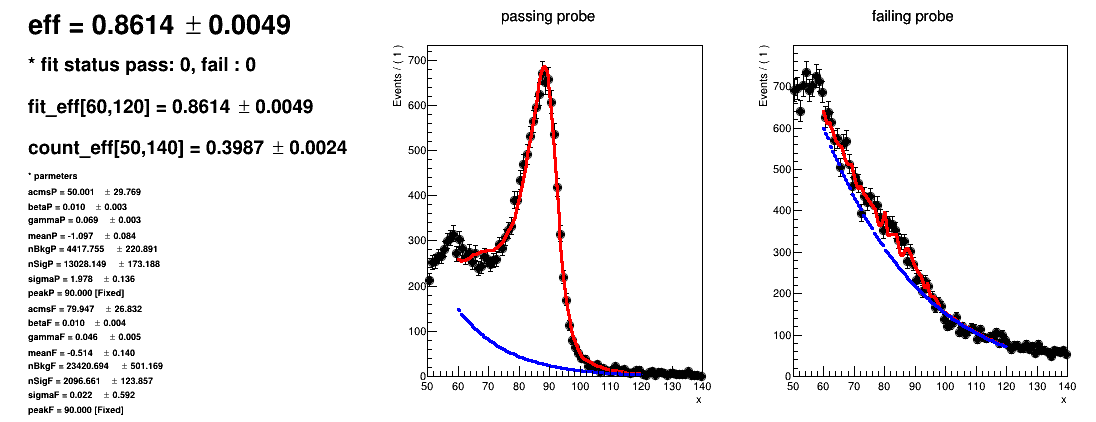 eff = 0.8614 ± 0.0049
* fit status pass: 0, fail : 0
fit_eff[60,120] = 0.8614 ± 0.0049
count_eff[50,140] = 0.3987 ± 0.0024
* parmeters
acmsP = 50.001 ± 29.769
betaP = 0.010 ± 0.003
gammaP = 0.069 ± 0.003
meanP = -1.097 ± 0.084
nBkgP = 4417.755 ± 220.891
nSigP = 13028.149 ± 173.188
sigmaP = 1.978 ± 0.136
peakP = 90.000 [Fixed]
acmsF = 79.947 ± 26.832
betaF = 0.010 ± 0.004
gammaF = 0.046 ± 0.005
meanF = -0.514 ± 0.140
nBkgF = 23420.694 ± 501.169
nSigF = 2096.661 ± 123.857
sigmaF = 0.022 ± 0.592
peakF = 90.000 [Fixed]
passing probe
Events / ( 1 )
700
600
500
400
300
200
100
0
50 60 70 80 90 100 110 120 130 140
x
failing probe
Events / ( 1 )
700
600
500
400
300
200
100
0
50 60 70 80 90 100 110 120 130 140
x